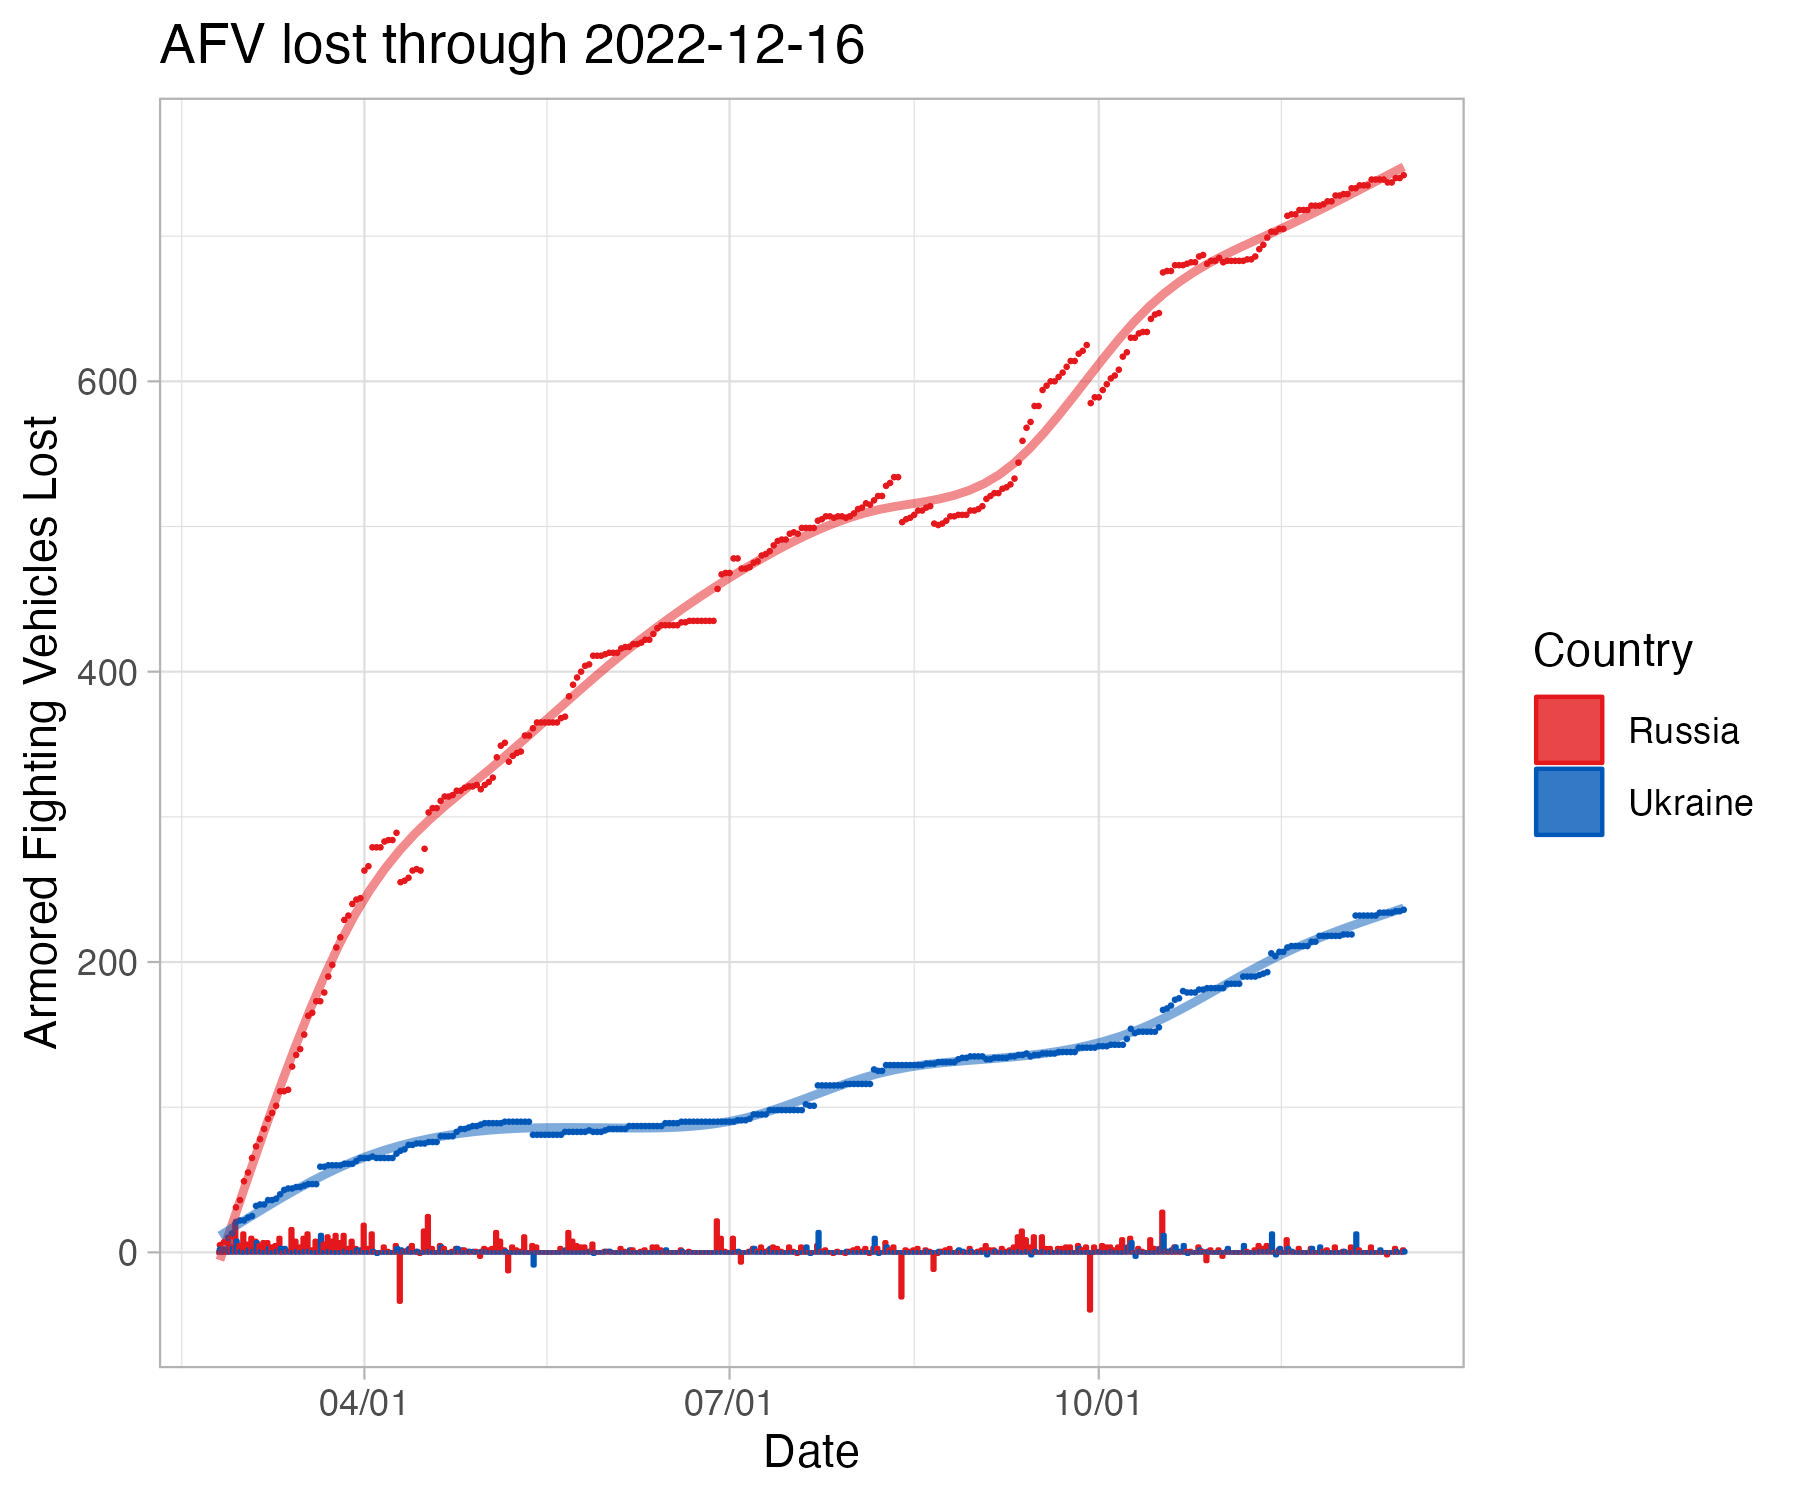 AFV lost through 2022-12-16
Armored Fighting Vehicles Lost
600
400
200
0
04/01
07/01
10/01
Date
Country
Russia
Ukraine